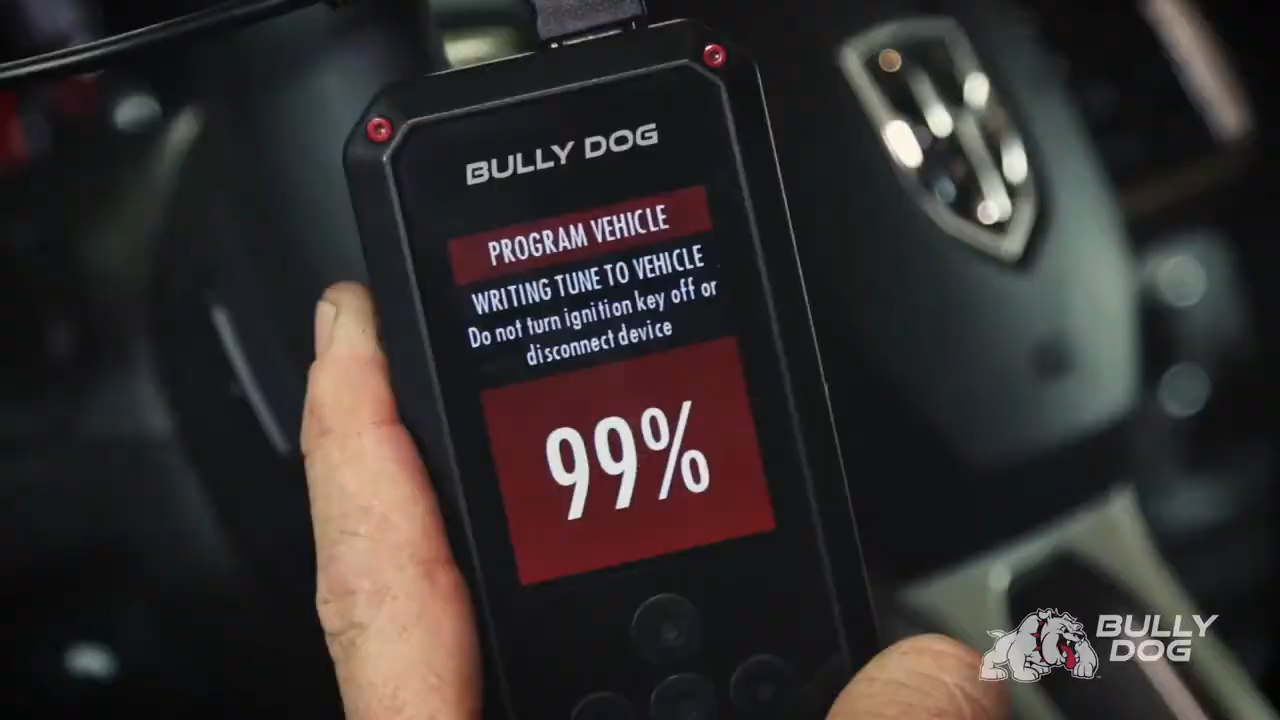 BULLY DOG
PROGRAM VEHICLE
WRITING TUNE TO VEHICLE
Do not turn ignition key off or
disconnect device
99%
BULLY
DOG